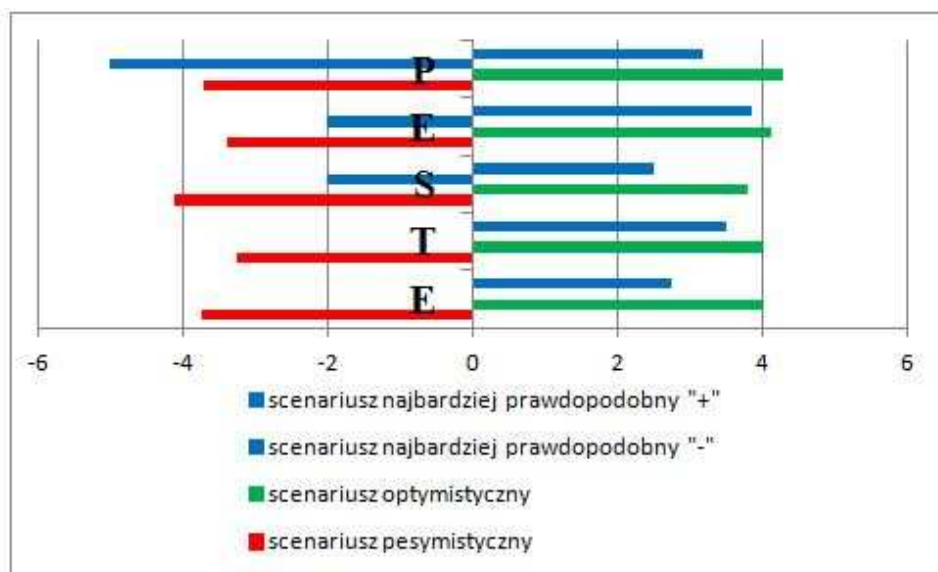 P
E
S
T
E
-6 -4 -2 0 2 4 6
scenariusz najbardziej prawdopodobny "+"
scenariusz najbardziej prawdopodobny "-"
scenariusz optymistyczny
scenariusz pesymistyczny